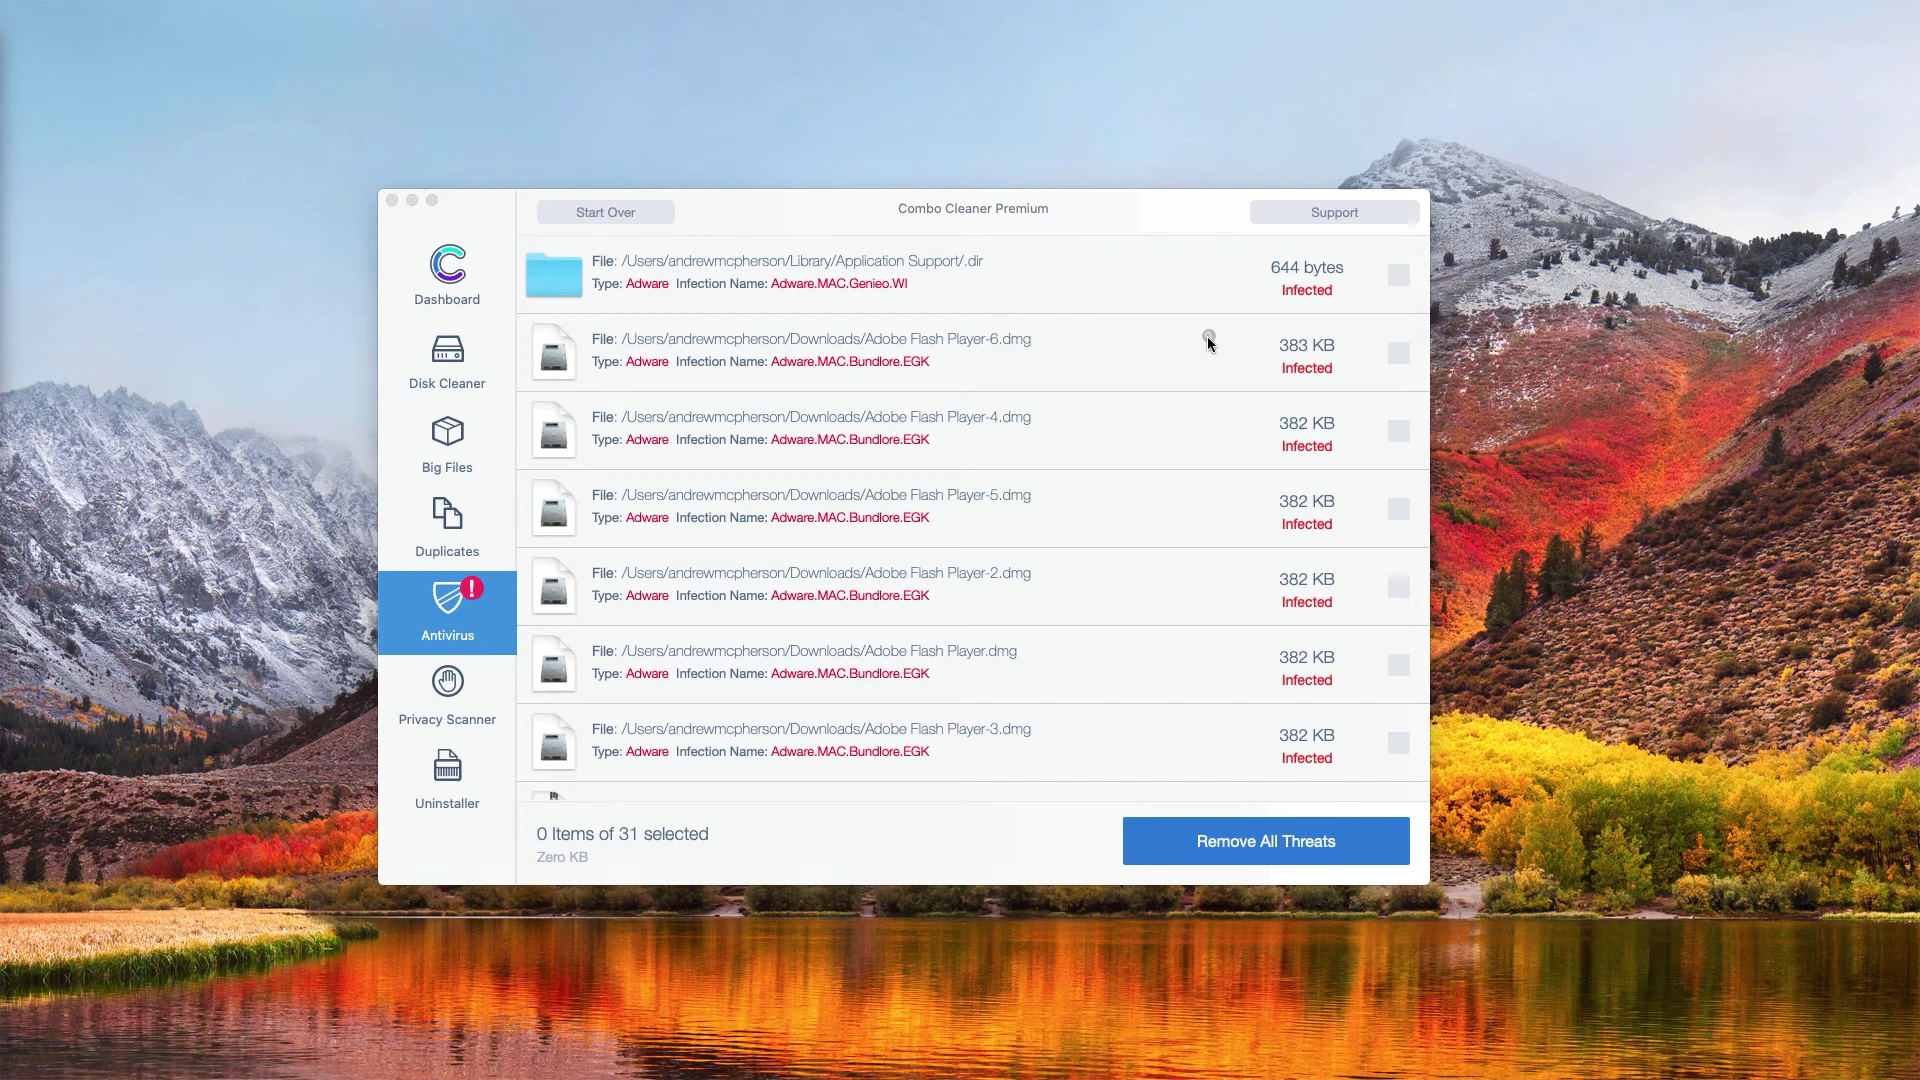 Start Over
Combo Cleaner Premium
Support
Dashboard
Disk Cleaner
Big Files
Duplicates
Antivirus
Privacy Scanner
Uninstaller
File: /Users/andrewmcpherson/Library/Application Support/.dir
Type: Adware Infection Name: Adware.MAC.Genieo.WI
644 bytes
Infected
File: /Users/andrewmcpherson/Downloads/Adobe Flash Player-6.dmg
Type: Adware Infection Name: Adware.MAC.Bundlore.EGK
383 KB
Infected
File: /Users/andrewmcpherson/Downloads/Adobe Flash Player-4.dmg
Type: Adware Infection Name: Adware.MAC.Bundlore.EGK
382 KB
Infected
File: /Users/andrewmcpherson/Downloads/Adobe Flash Player-5.dmg
Type: Adware Infection Name: Adware.MAC.Bundlore.EGK
382 KB
Infected
File: /Users/andrewmcpherson/Downloads/Adobe Flash Player-2.dmg
Type: Adware Infection Name: Adware.MAC.Bundlore.EGK
382 KB
Infected
File: /Users/andrewmcpherson/Downloads/Adobe Flash Player.dmg
Type: Adware Infection Name: Adware.MAC.Bundlore.EGK
382 KB
Infected
File: /Users/andrewmcpherson/Downloads/Adobe Flash Player-3.dmg
Type: Adware Infection Name: Adware.MAC.Bundlore.EGK
382 KB
Infected
0 Items of 31 selected
Zero KB
Remove All Threats